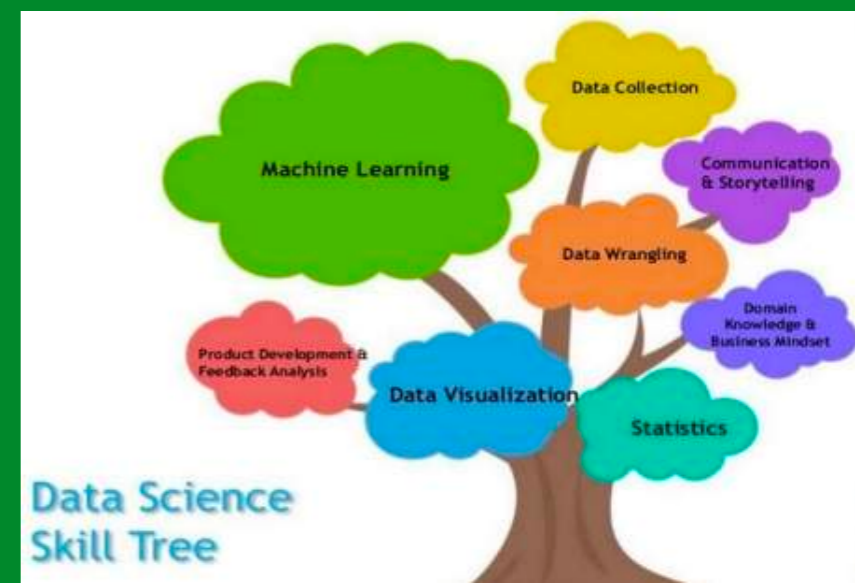 Data Collection
Machine Learning
Communication
& Storytelling
Data Wrangling
Domain
Knowledge &
Business Mindset
Product Development &
Feedback Analysis
Data Visualization
Statistics
Data Science
Skill Tree